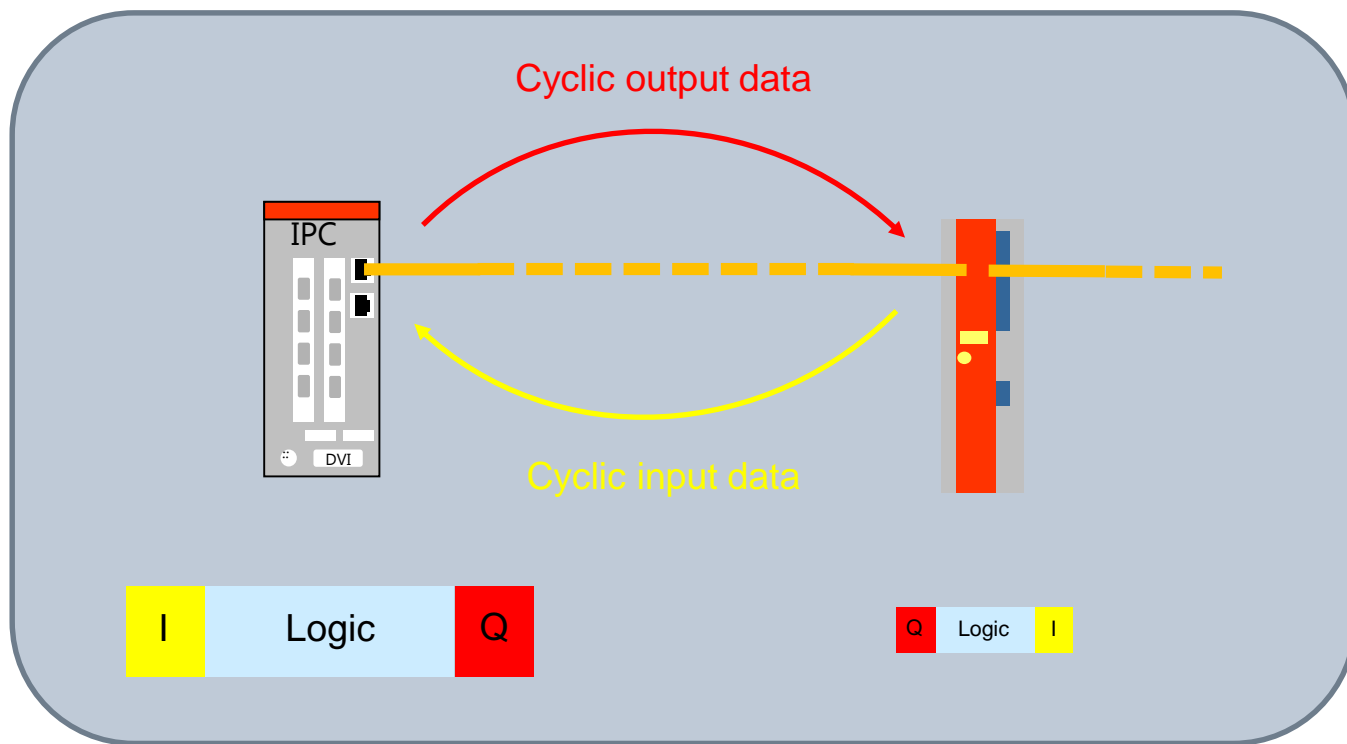 Cyclic output data
IPC
DVI
Cyclic input data
I Logic Q
Q Logic I